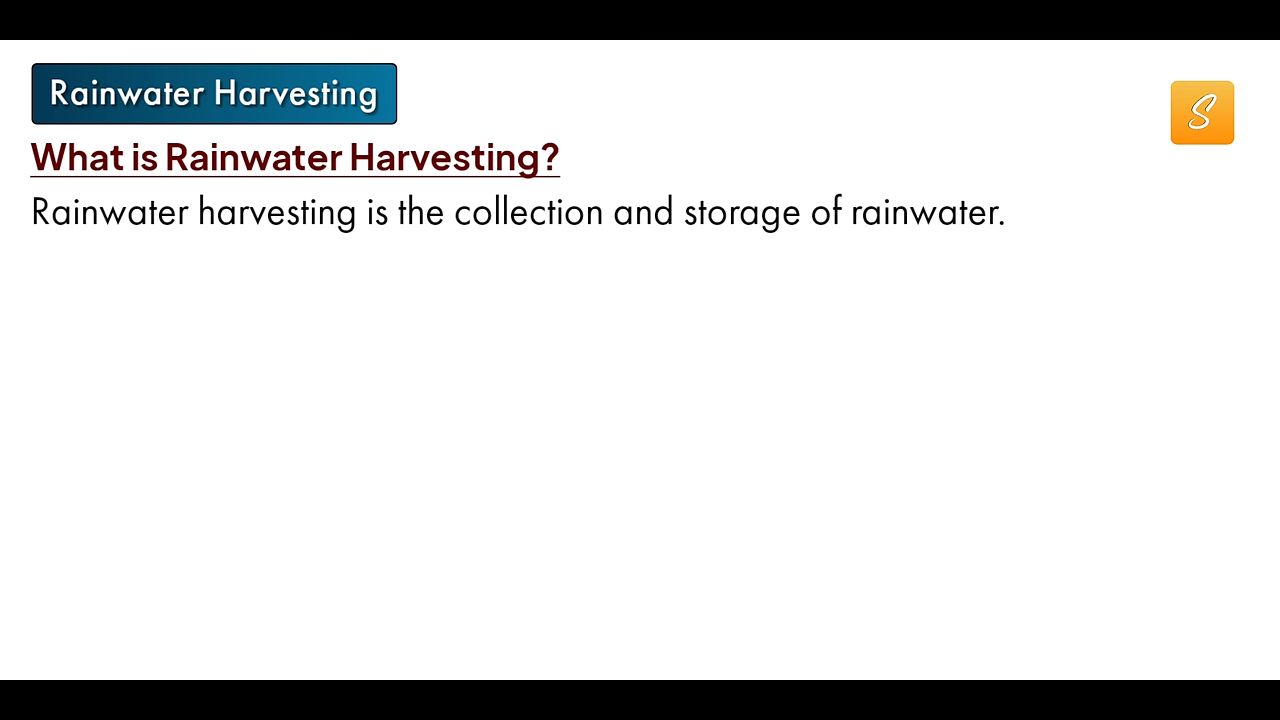 Rainwater Harvesting
S
What is Rainwater Harvesting?
Rainwater harvesting is the collection and storage of rainwater.